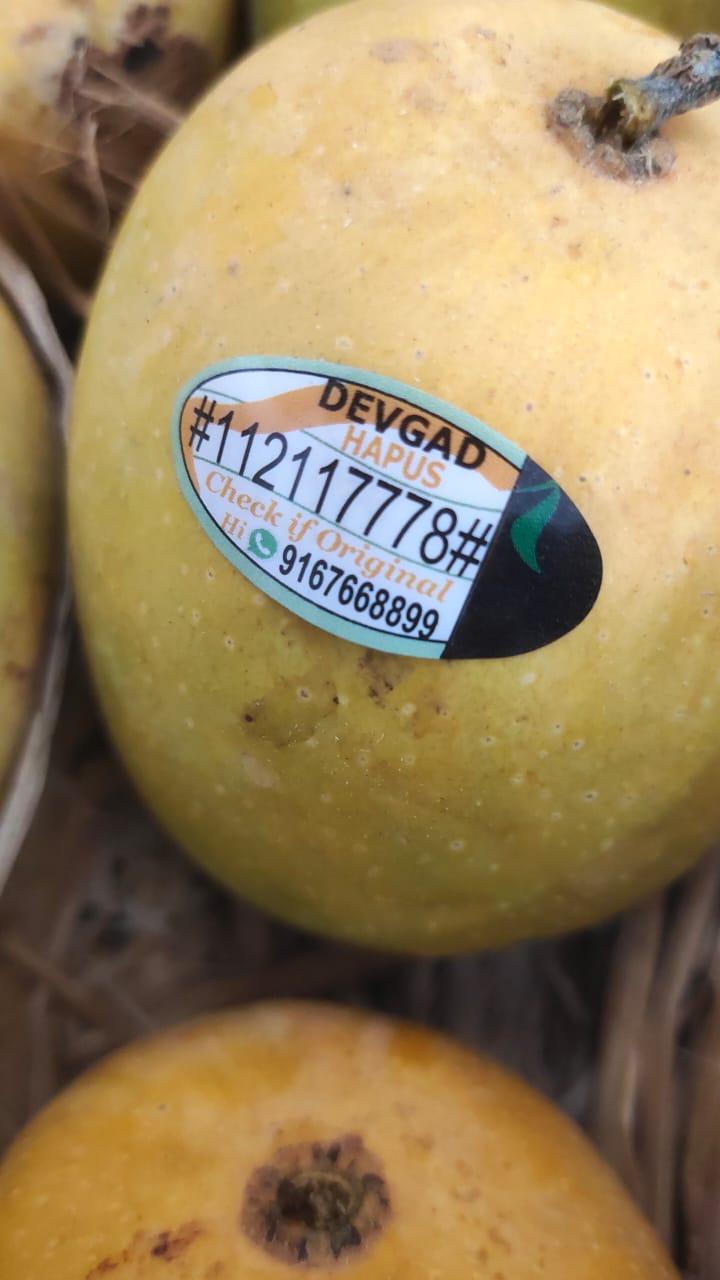 DEVGAD
HAPUS
#112117778#
Check if Original
Hi 9167668899